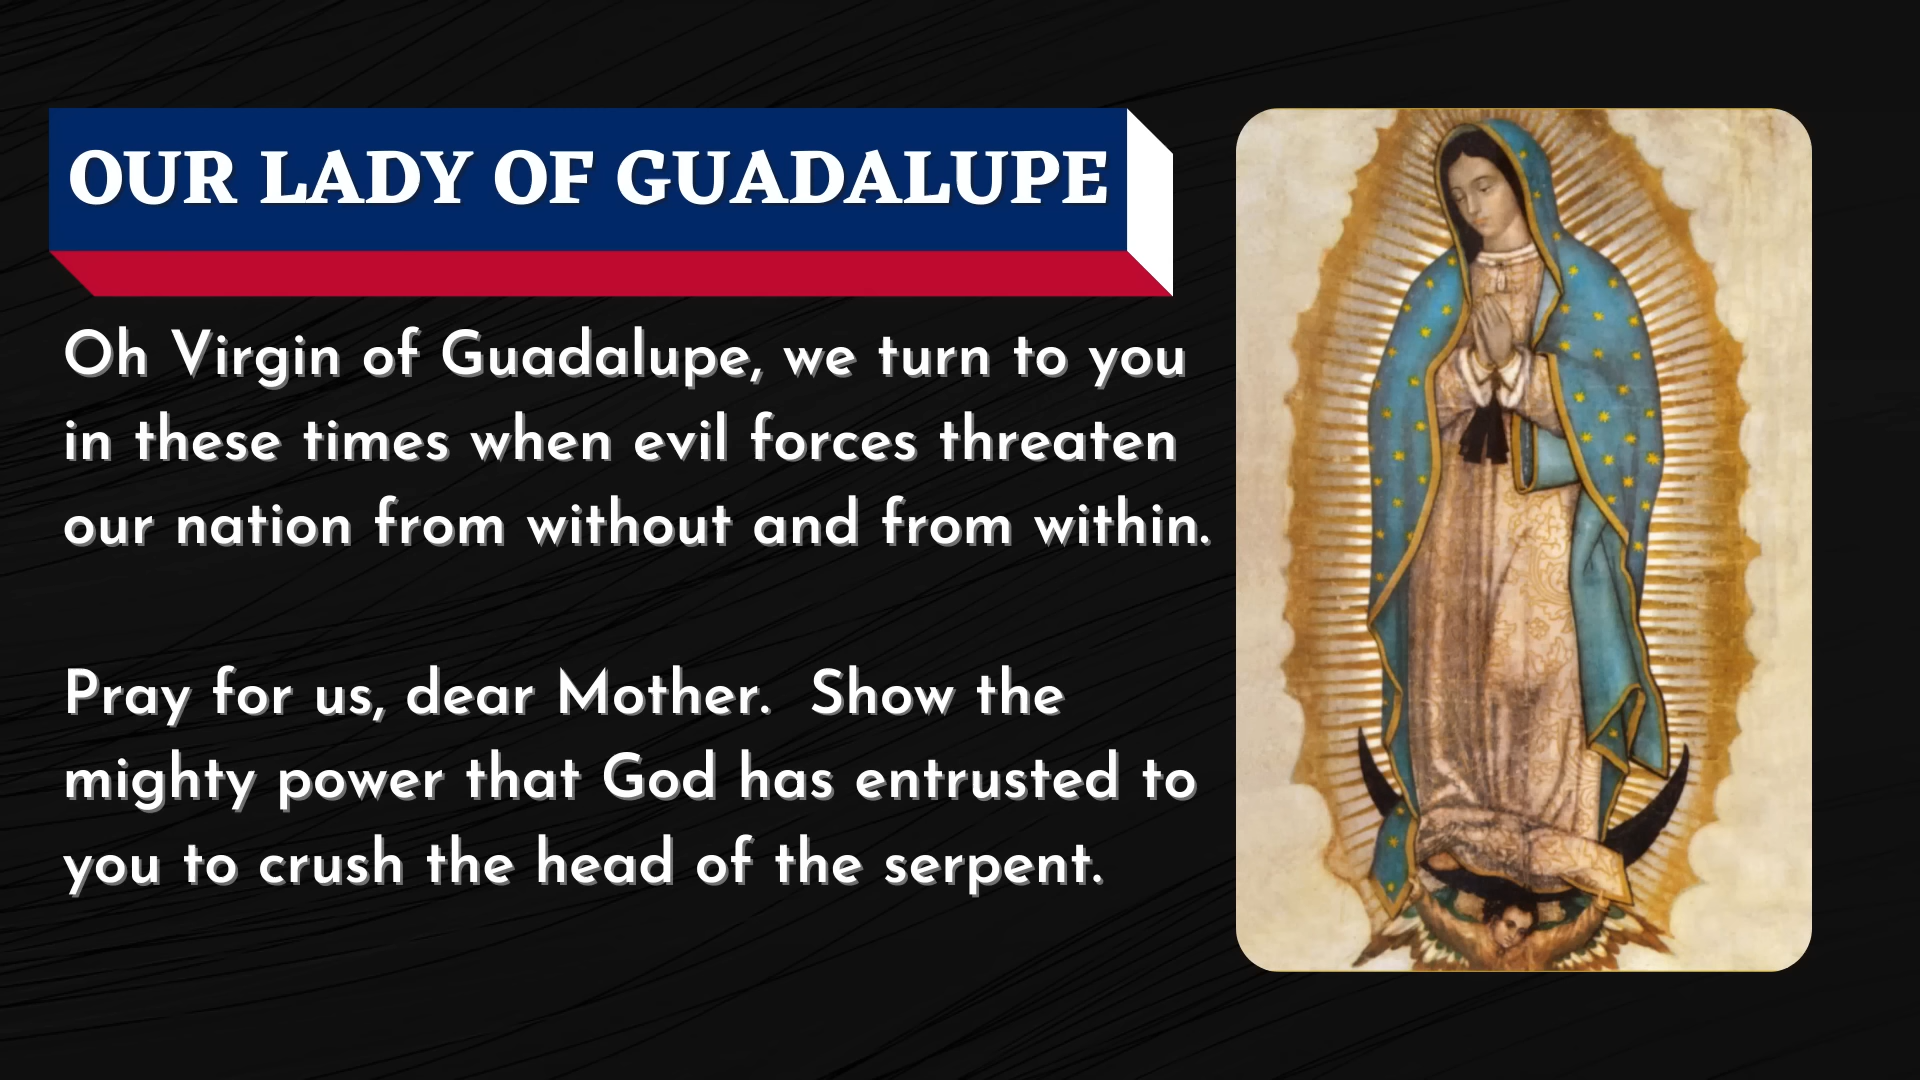 OUR LADY OF GUADALUPE
Oh Virgin of Guadalupe, we turn to you
in these times when evil forces threaten
our nation from without and from within.
Pray for us, dear Mother.  Show the
mighty power that God has entrusted to
you to crush the head of the serpent.